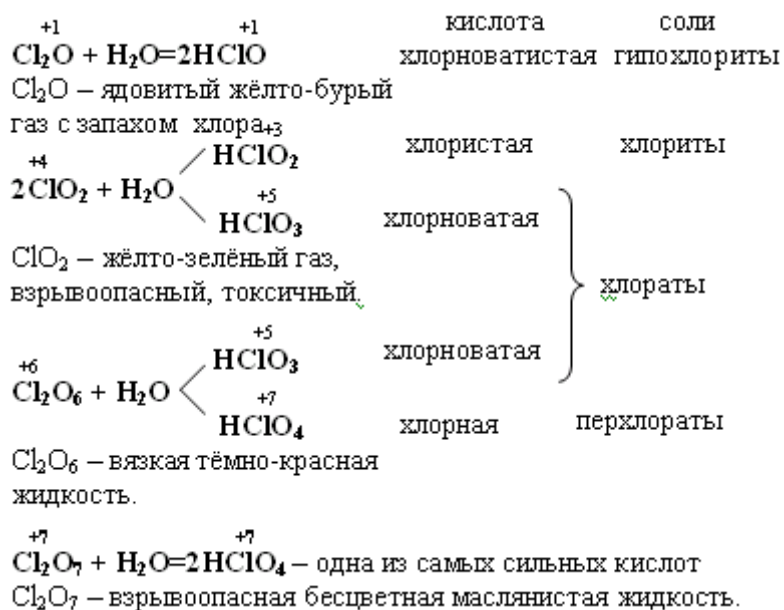 кислота соли
+1 +1
Cl₂O + H₂O=2HClO хлорноватистая гипохлориты
Cl₂O – ядовитый жёлто-бурый
газ с запахом хлора
+3
HClO₂ хлористая хлориты
+4
2ClO₂ + H₂O
+5
HClO₃ хлорноватая
ClO₂ – жёлто-зелёный газ,
взрывоопасный, токсичный.
хлораты
+5
HClO₃ хлорноватая
+6
Cl₂O₆ + H₂O
+7
HClO₄ хлорная перхлораты
Cl₂O₆ – вязкая тёмно-красная
жидкость.
+7 +7
Cl₂O₇ + H₂O=2HClO₄ – одна из самых сильных кислот
Cl₂O₇ – взрывоопасная бесцветная маслянистая жидкость.